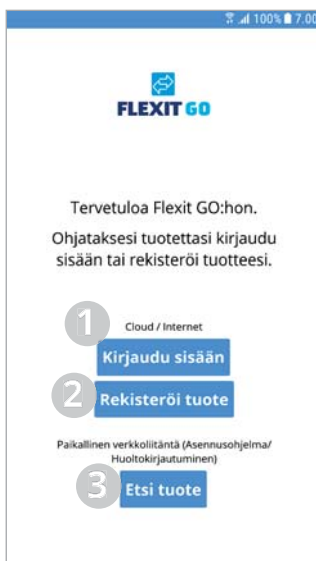 100% 7.00
FLEXIT GO
Tervetuloa Flexit GO:hon.
Ohjataksesi tuotettasi kirjaudu
sisään tai rekisteröi tuotteesi.
1
Cloud / Internet
Kirjaudu sisään
2
Rekisteröi tuote
Paikallinen verkkoliitäntä (Asennusohjelma/
Huoltokirjautuminen)
3
Etsi tuote